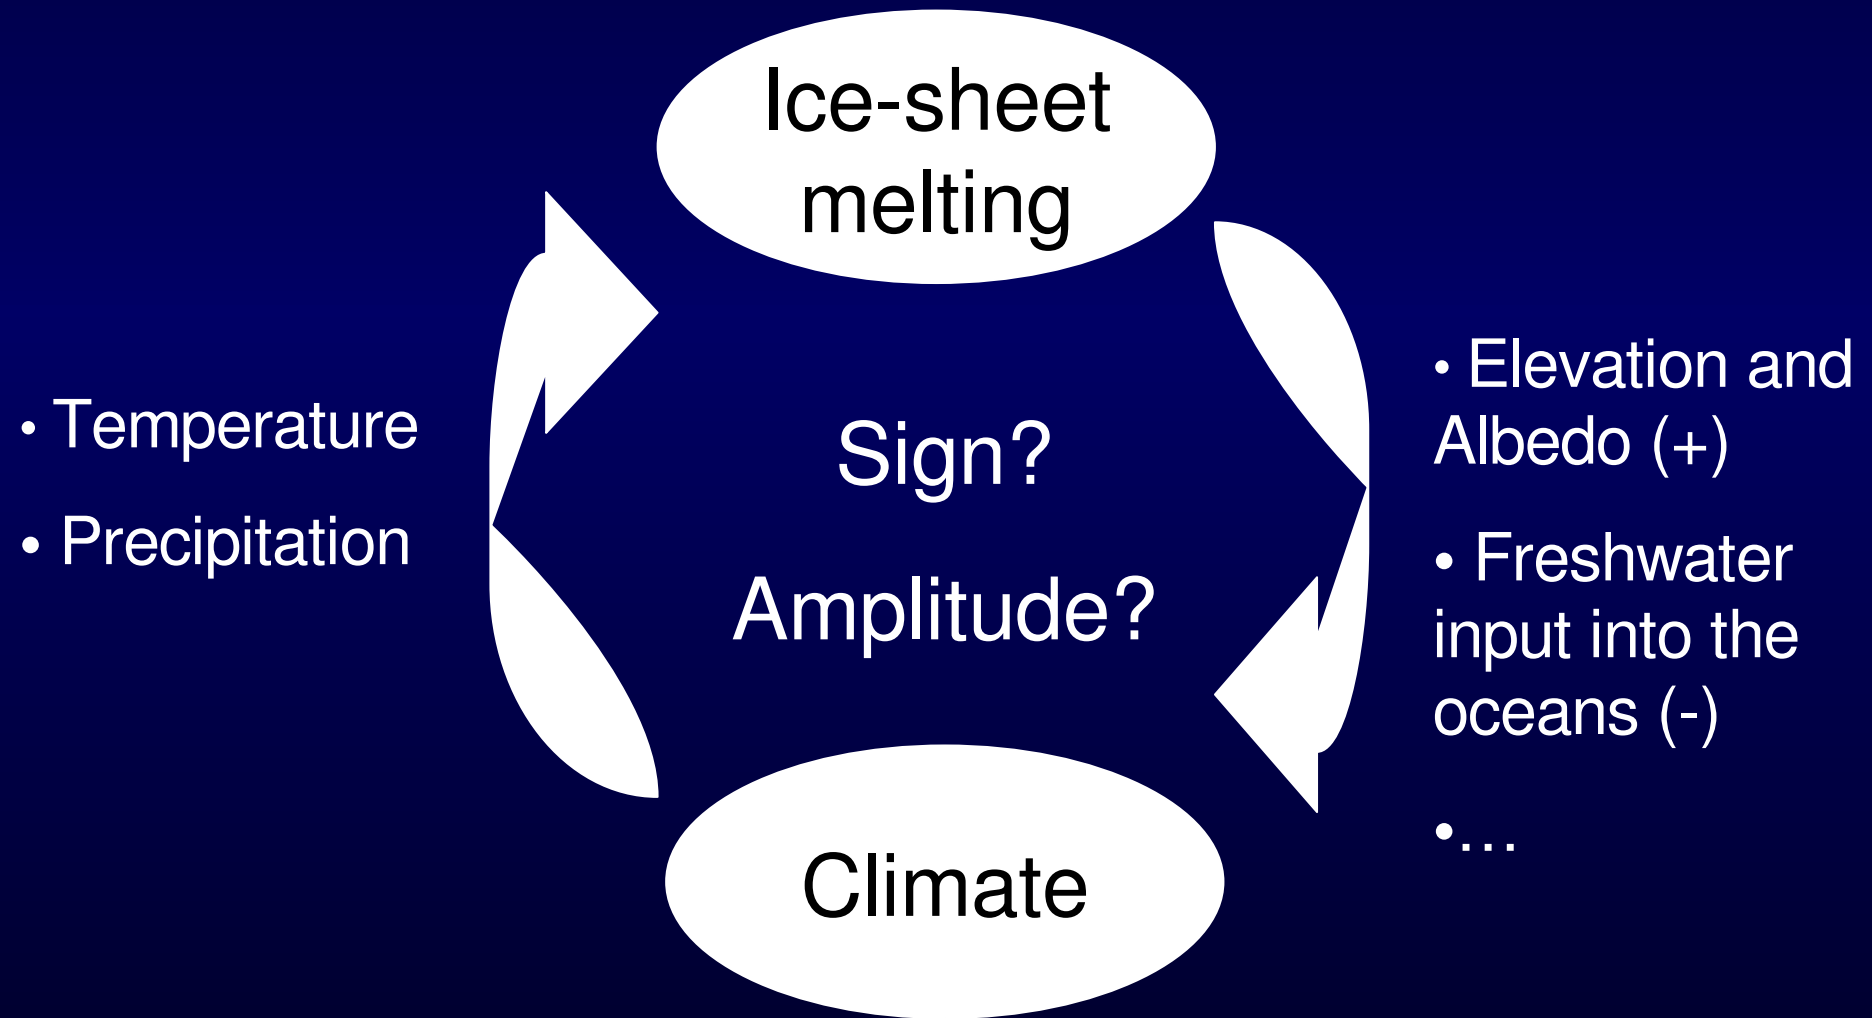 Ice-sheet
melting
• Temperature
• Precipitation
Sign?
Amplitude?
• Elevation and
Albedo (+)
• Freshwater
input into the
oceans (-)
•…
Climate